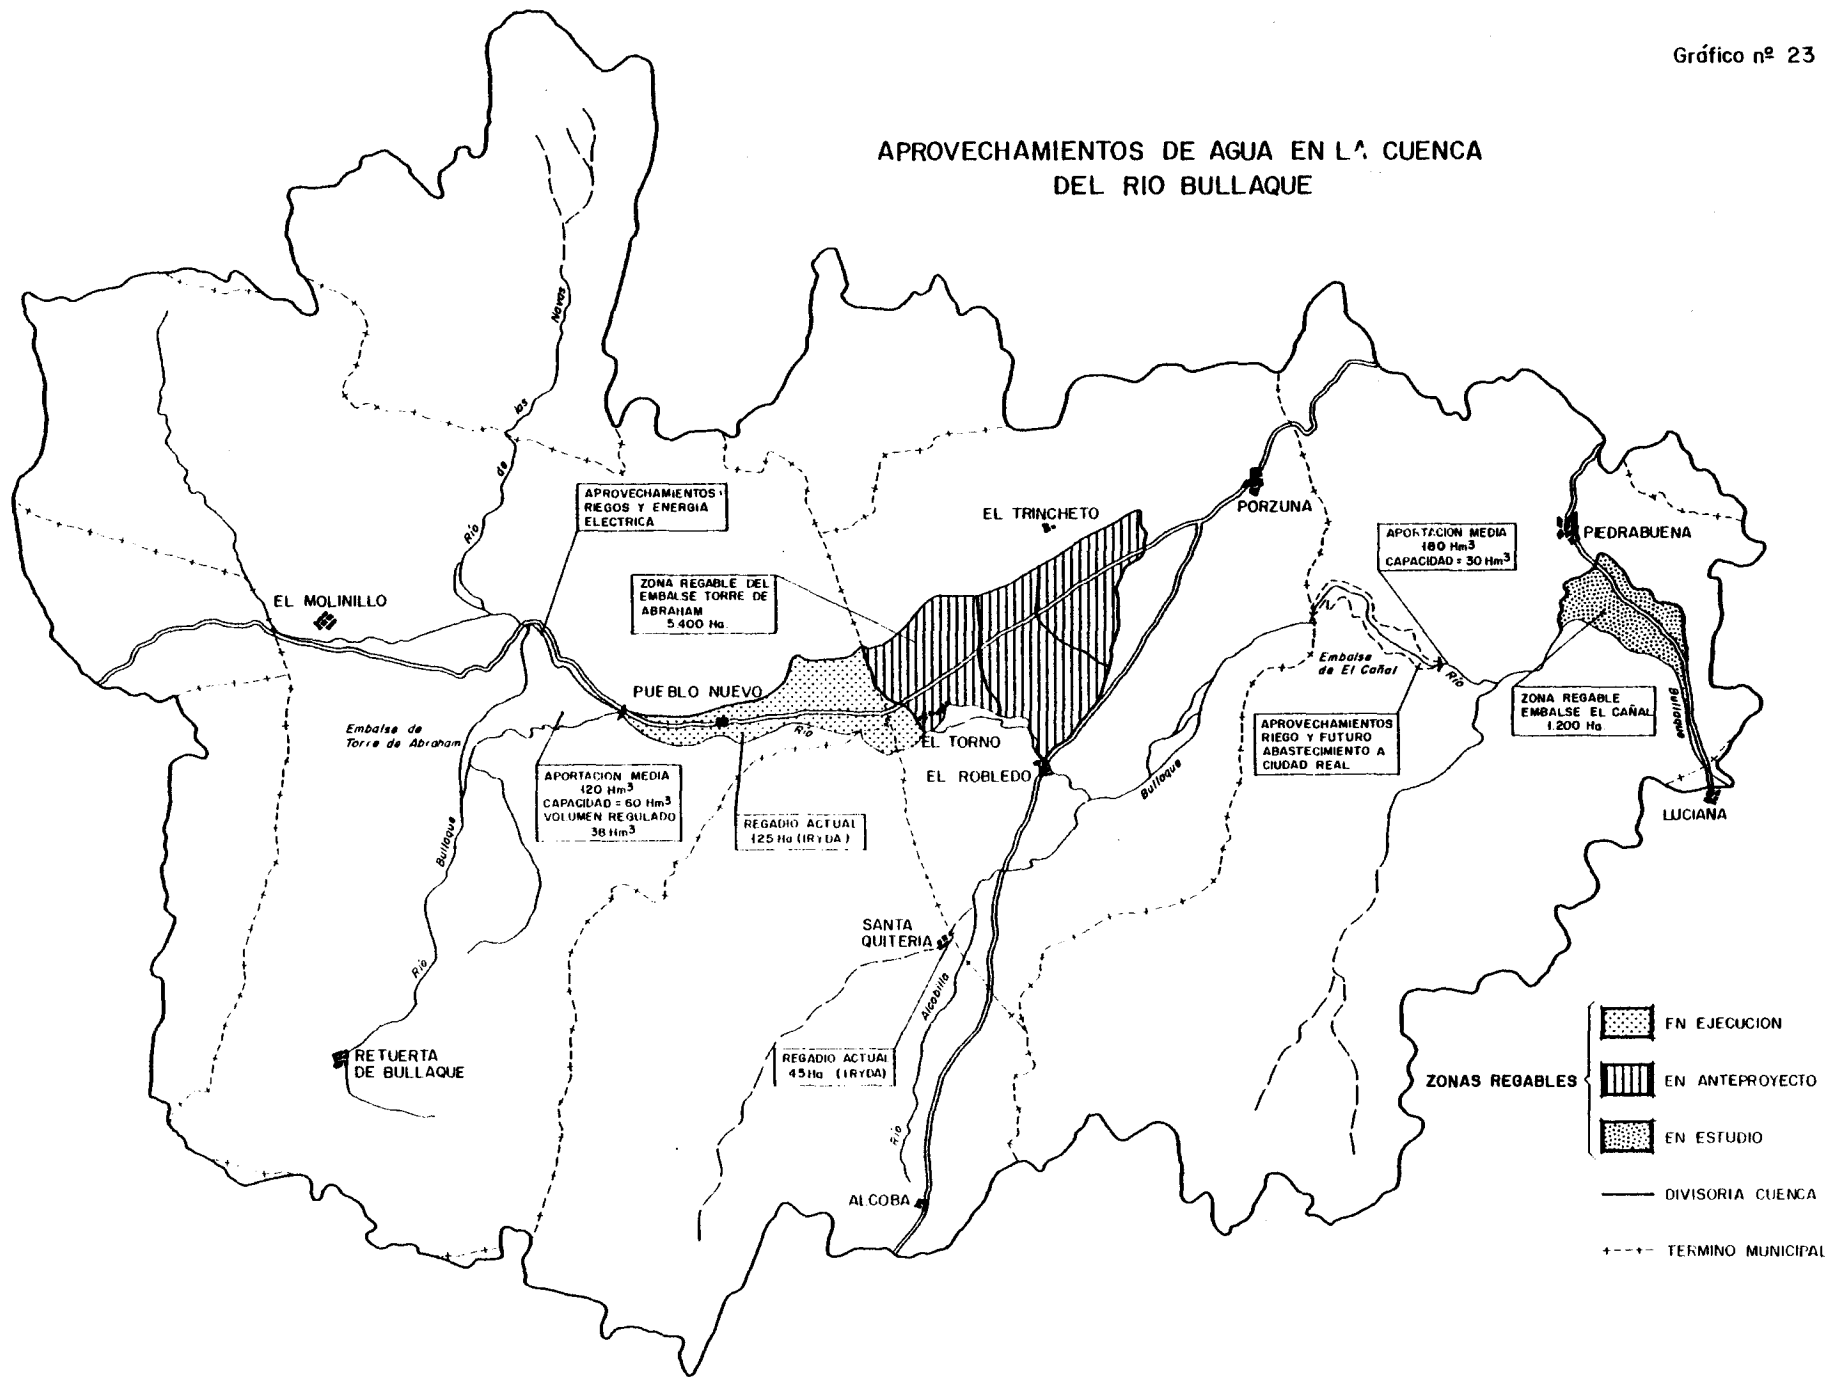 Gráfico nº 23
APROVECHAMIENTOS DE AGUA EN LA CUENCA
DEL RIO BULLAQUE
Navas
las
de
Río
APROVECHAMIENTOS:
RIEGOS Y ENERGIA
ELECTRICA
EL TRINCHETO
PORZUNA
APORTACION MEDIA
180 Hm³
CAPACIDAD = 30 Hm³
PIEDRABUENA
ZONA REGABLE DEL
EMBALSE TORRE DE
ABRAHAM
5.400 Ha.
EL MOLINILLO
PUEBLO NUEVO
Embalse
de El Cañal
Río
Bullaque
ZONA REGABLE
EMBALSE EL CAÑAL
1.200 Ha
Embalse de
Torre de Abraham
Río
EL TORNO
APROVECHAMIENTOS
RIEGO Y FUTURO
ABASTECIMIENTO A
CIUDAD REAL
EL ROBLEDO
Bullaque
APORTACION MEDIA
120 Hm³
CAPACIDAD = 60 Hm³
VOLUMEN REGULADO
38 Hm³
REGADIO ACTUAL
125 Ha (IRYDA)
LUCIANA
Bullaque
Río
SANTA
QUITERIA
Alcobilla
Río
RETUERTA
DE BULLAQUE
REGADIO ACTUAL
45 Ha (IRYDA)
ALCOBA
ZONAS REGABLES
EN EJECUCION
EN ANTEPROYECTO
EN ESTUDIO
DIVISORIA CUENCA
TERMINO MUNICIPAL